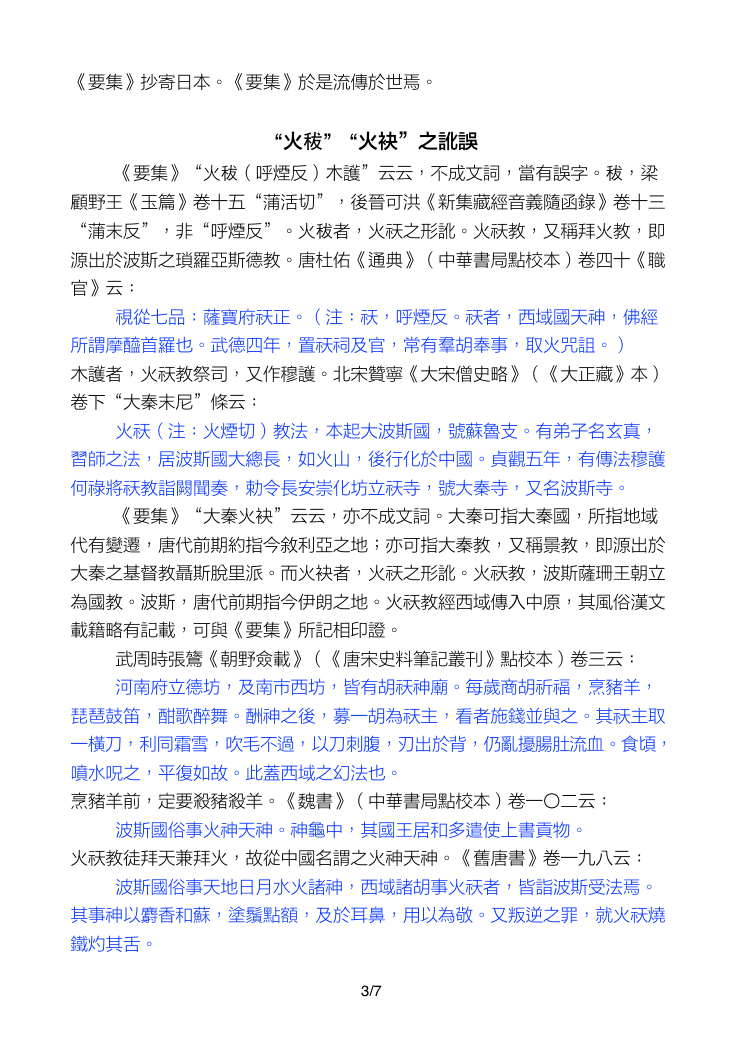 《要集》抄寄日本。《要集》於是流傳於世焉。
“火秡” “火袂”之訛誤
《要集》“火秡（呼煙反）木護”云云，不成文詞，當有誤字。秡，梁
顧野王《玉篇》卷十五“蒲活切”，後晉可洪《新集藏經音義隨函錄》卷十三
“蒲末反”，非“呼煙反”。火秡者，火祆之形訛。火祆教，又稱拜火教，即
源出於波斯之瑣羅亞斯德教。唐杜佑《通典》（中華書局點校本）卷四十《職
官》云：
視從七品：薩寶府祆正。（注：祆，呼煙反。祆者，西域國天神，佛經
所謂摩醯首羅也。武德四年，置祆祠及官，常有羣胡奉事，取火咒詛。）
木護者，火祆教祭司，又作穆護。北宋贊寧《大宋僧史略》（《大正藏》本）
卷下“大秦末尼”條云：
火祆（注：火煙切）教法，本起大波斯國，號蘇魯支。有弟子名玄真，
習師之法，居波斯國大總長，如火山，後行化於中國。貞觀五年，有傳法穆護
何祿將祆教詣闕聞奏，勅令長安崇化坊立祆寺，號大秦寺，又名波斯寺。
《要集》“大秦火袂”云云，亦不成文詞。大秦可指大秦國，所指地域
代有變遷，唐代前期約指今敘利亞之地；亦可指大秦教，又稱景教，即源出於
大秦之基督教聶斯脫里派。而火袂者，火祆之形訛。火祆教，波斯薩珊王朝立
為國教。波斯，唐代前期指今伊朗之地。火祆教經西域傳入中原，其風俗漢文
載籍略有記載，可與《要集》所記相印證。
武周時張鷟《朝野僉載》（《唐宋史料筆記叢刊》點校本）卷三云：
河南府立德坊，及南市西坊，皆有胡祆神廟。每歲商胡祈福，烹豬羊，
琵琶鼓笛，酣歌醉舞。酬神之後，募一胡為祆主，看者施錢並與之。其祆主取
一橫刀，利同霜雪，吹毛不過，以刀刺腹，刃出於背，仍亂擾腸肚流血。食頃，
噴水呪之，平復如故。此蓋西域之幻法也。
烹豬羊前，定要殺豬殺羊。《魏書》（中華書局點校本）卷一〇二云：
波斯國俗事火神天神。神龜中，其國王居和多遣使上書貢物。
火祆教徒拜天兼拜火，故從中國名謂之火神天神。《舊唐書》卷一九八云：
波斯國俗事天地日月水火諸神，西域諸胡事火祆者，皆詣波斯受法焉。
其事神以麝香和蘇，塗鬚點額，及於耳鼻，用以為敬。又叛逆之罪，就火祆燒
鐵灼其舌。
3/7